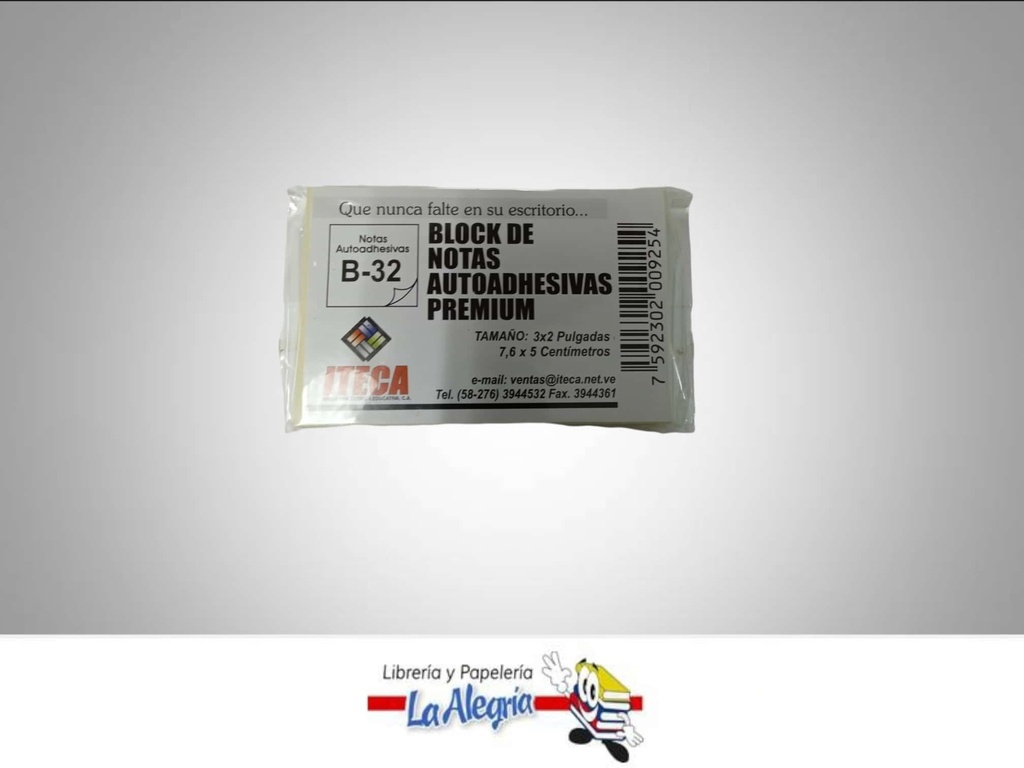 Que nunca falte en su escritorio...
Notas
Autoadhesivas
B-32
BLOCK DE
NOTAS
AUTOADHESIVAS
PREMIUM
TAMAÑO: 3x2 Pulgadas
7,6 x 5 Centímetros
ITECA
e-mail: ventas@iteca.net.ve
Tel. (58-276) 3944532 Fax. 3944361
7 592302 009254
Librería y Papelería
La Alegría